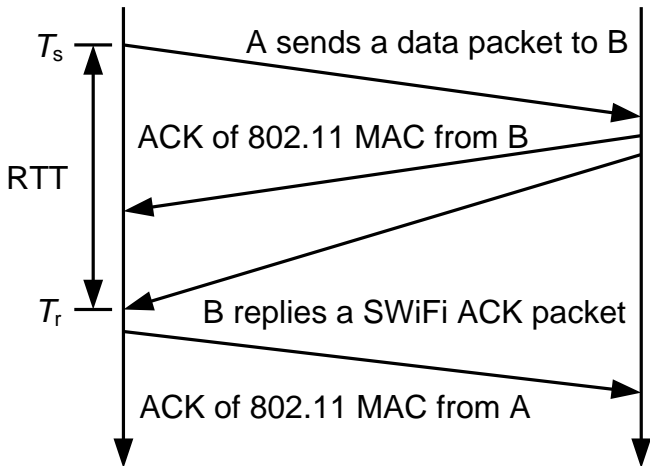 Ts
A sends a data packet to B
ACK of 802.11 MAC from B
RTT
Tr
B replies a SWiFi ACK packet
ACK of 802.11 MAC from A